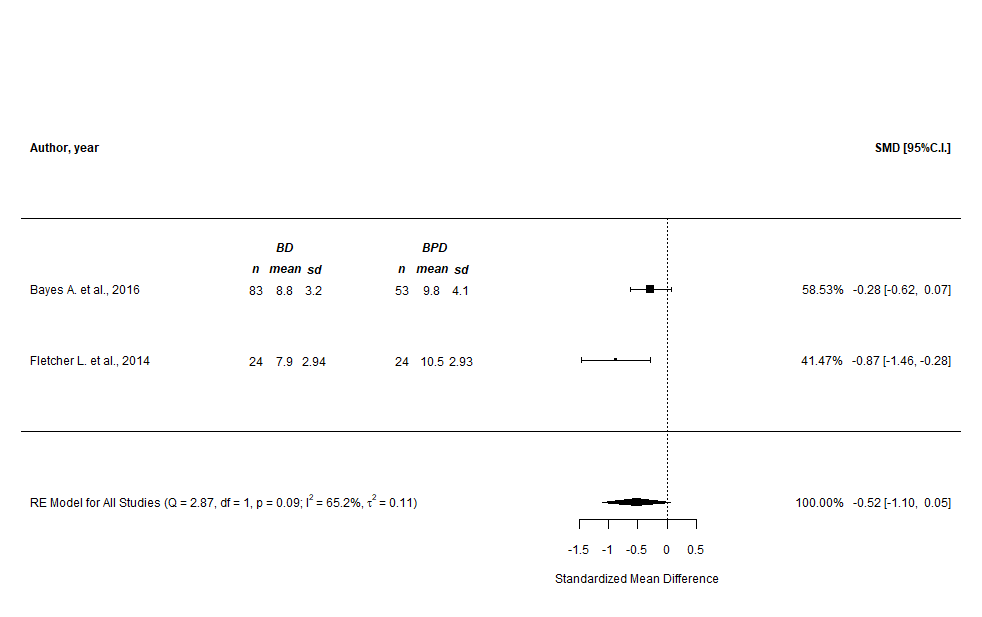 Author, year SMD [95%C.I.]
BD BPD
n mean sd n mean sd
Bayes A. et al., 2016 83 8.8 3.2 53 9.8 4.1 58.53% -0.28 [-0.62, 0.07]
Fletcher L. et al., 2014 24 7.9 2.94 24 10.5 2.93 41.47% -0.87 [-1.46, -0.28]
RE Model for All Studies (Q = 2.87, df = 1, p = 0.09; I² = 65.2%, τ² = 0.11) 100.00% -0.52 [-1.10, 0.05]
-1.5 -1 -0.5 0 0.5
Standardized Mean Difference